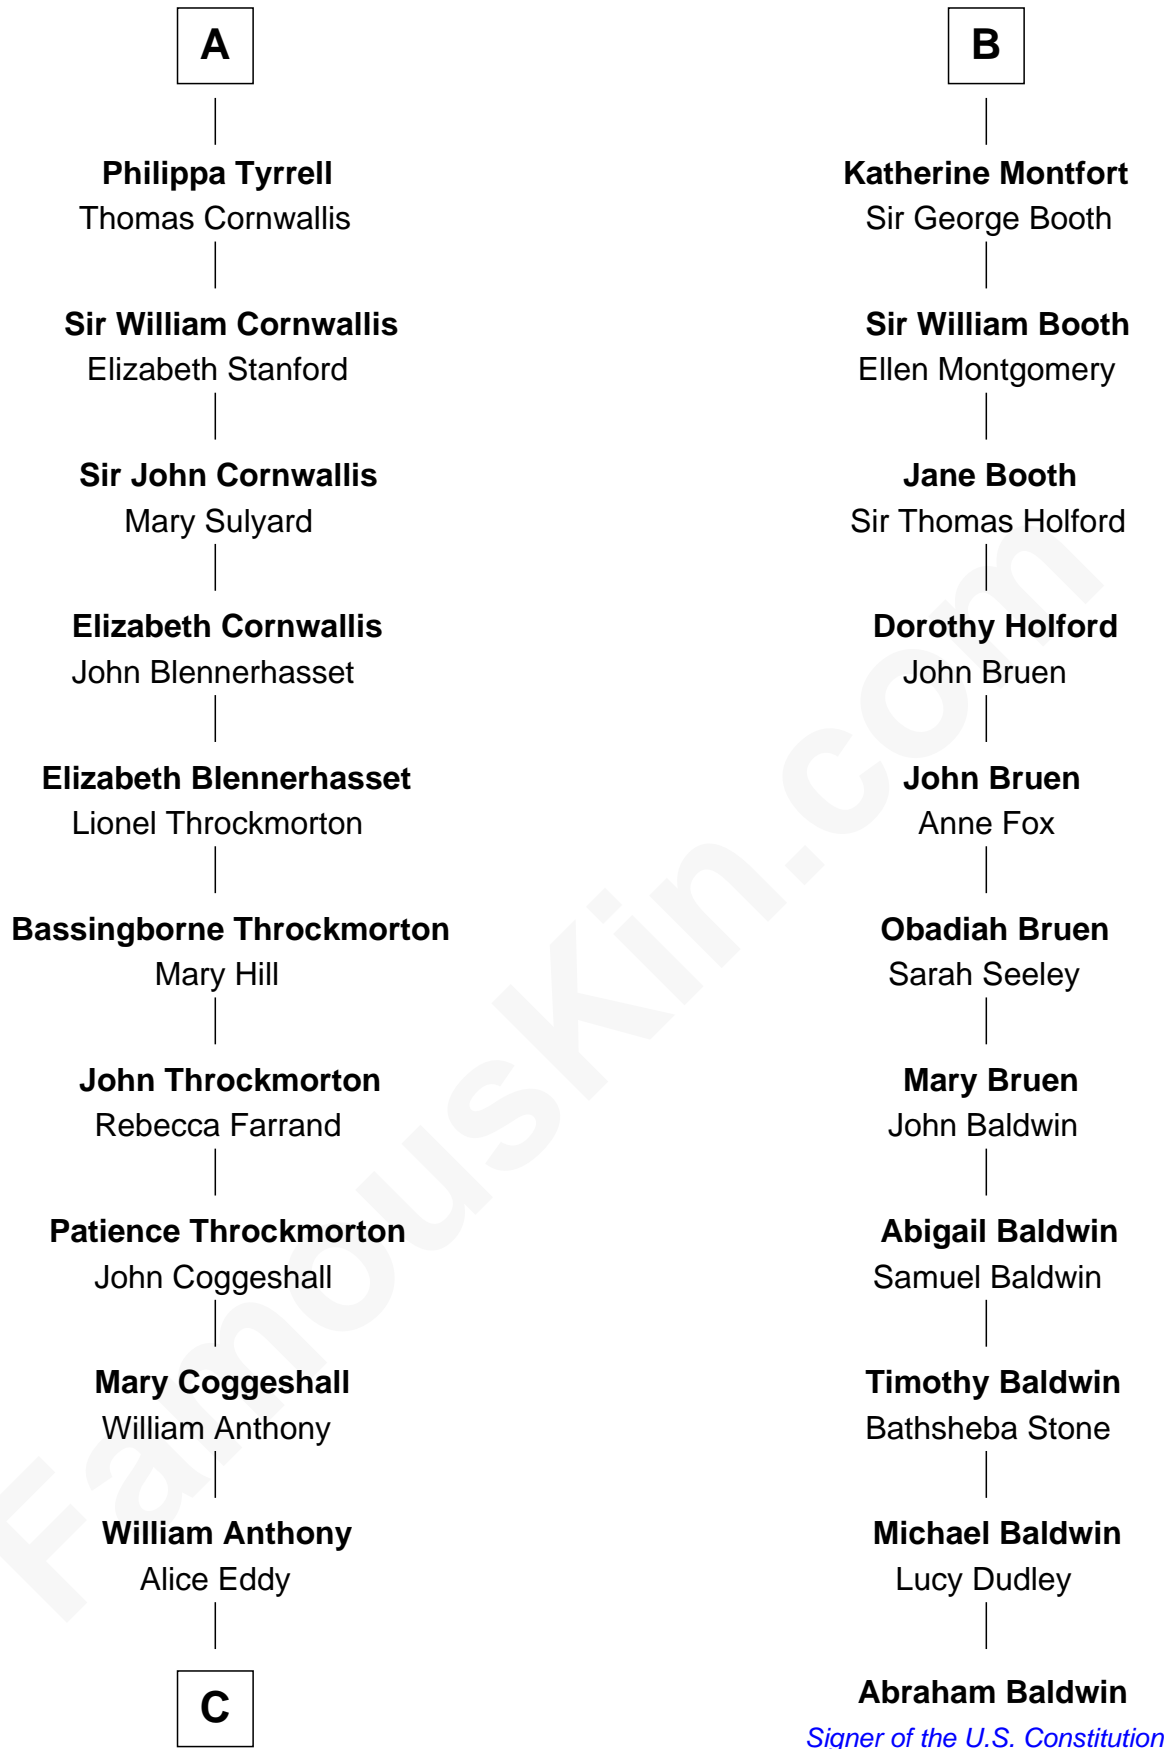 A
Philippa Tyrrell
Thomas Cornwallis
Sir William Cornwallis
Elizabeth Stanford
Sir John Cornwallis
Mary Sulyard
Elizabeth Cornwallis
John Blennerhasset
Elizabeth Blennerhasset
Lionel Throckmorton
Bassingborne Throckmorton
Mary Hill
John Throckmorton
Rebecca Farrand
Patience Throckmorton
John Coggeshall
Mary Coggeshall
William Anthony
William Anthony
Alice Eddy
C
B
Katherine Montfort
Sir George Booth
Sir William Booth
Ellen Montgomery
Jane Booth
Sir Thomas Holford
Dorothy Holford
John Bruen
John Bruen
Anne Fox
Obadiah Bruen
Sarah Seeley
Mary Bruen
John Baldwin
Abigail Baldwin
Samuel Baldwin
Timothy Baldwin
Bathsheba Stone
Michael Baldwin
Lucy Dudley
Abraham Baldwin
Signer of the U.S. Constitution
FamousKin.com